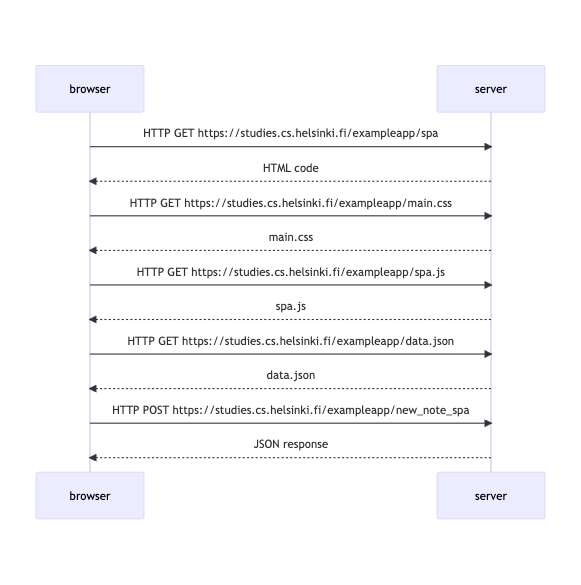 browser
server
HTTP GET https://studies.cs.helsinki.fi/exampleapp/spa
HTML code
HTTP GET https://studies.cs.helsinki.fi/exampleapp/main.css
main.css
HTTP GET https://studies.cs.helsinki.fi/exampleapp/spa.js
spa.js
HTTP GET https://studies.cs.helsinki.fi/exampleapp/data.json
data.json
HTTP POST https://studies.cs.helsinki.fi/exampleapp/new_note_spa
JSON response
browser
server